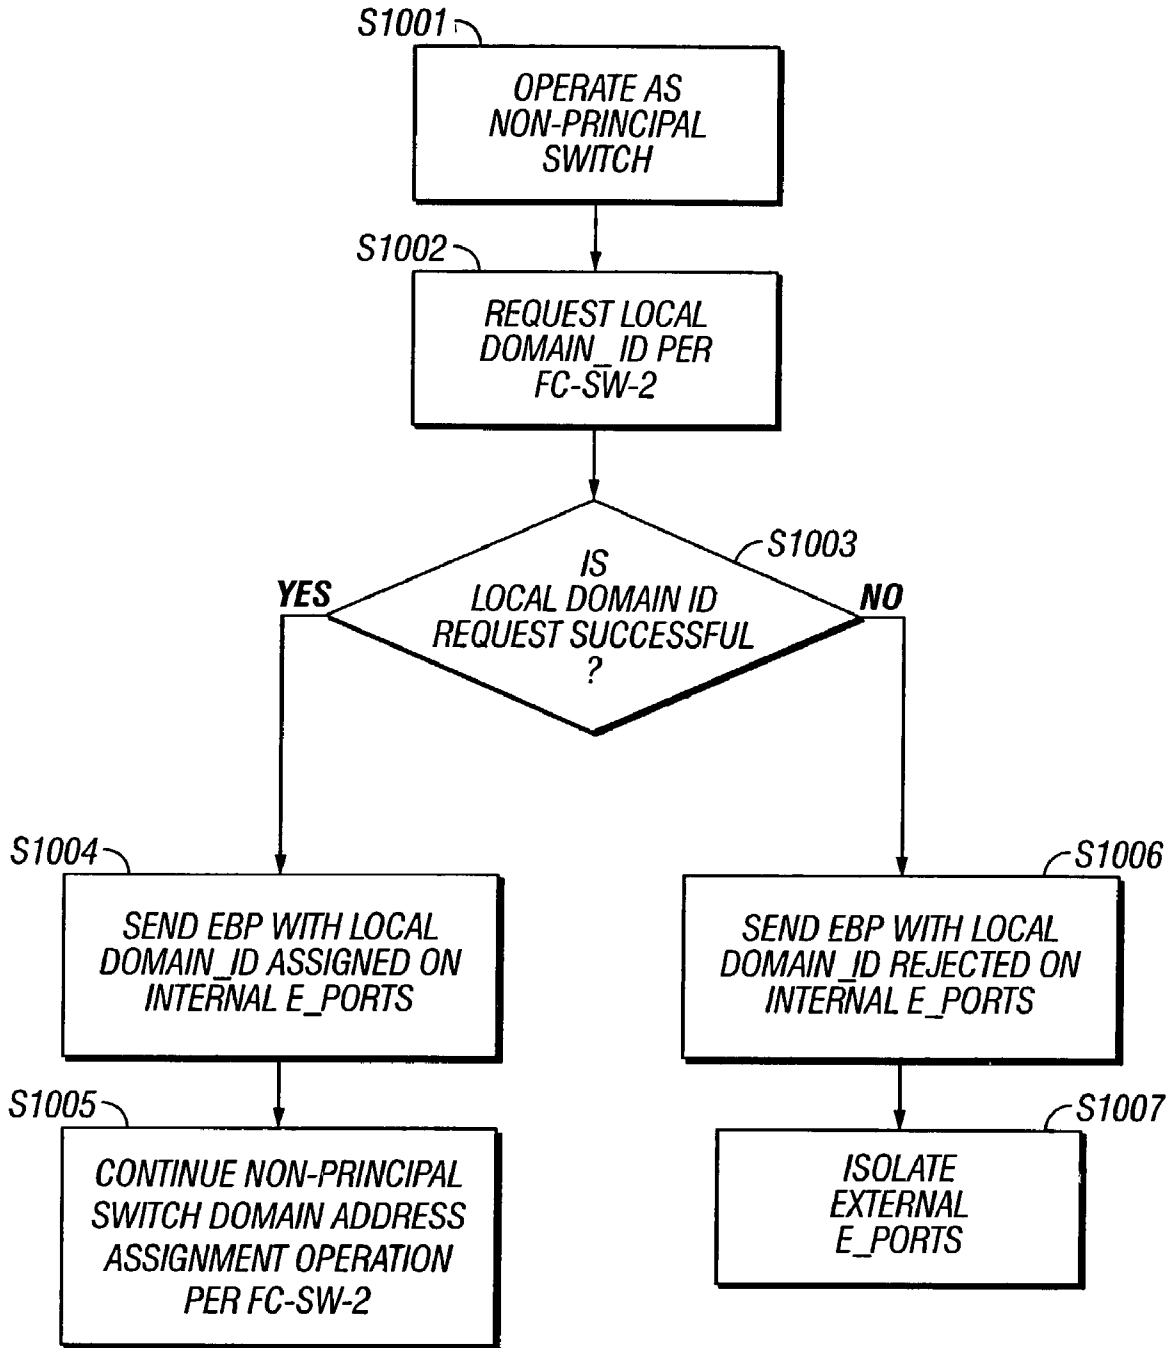 S1001
OPERATE AS
NON-PRINCIPAL
SWITCH
S1002
REQUEST LOCAL
DOMAIN_ ID PER
FC-SW-2
S1003
IS
LOCAL DOMAIN ID
REQUEST SUCCESSFUL
?
YES
NO
S1004
SEND EBP WITH LOCAL
DOMAIN_ID ASSIGNED ON
INTERNAL E_PORTS
S1006
SEND EBP WITH LOCAL
DOMAIN_ID REJECTED ON
INTERNAL E_PORTS
S1005
CONTINUE NON-PRINCIPAL
SWITCH DOMAIN ADDRESS
ASSIGNMENT OPERATION
PER FC-SW-2
S1007
ISOLATE
EXTERNAL
E_PORTS